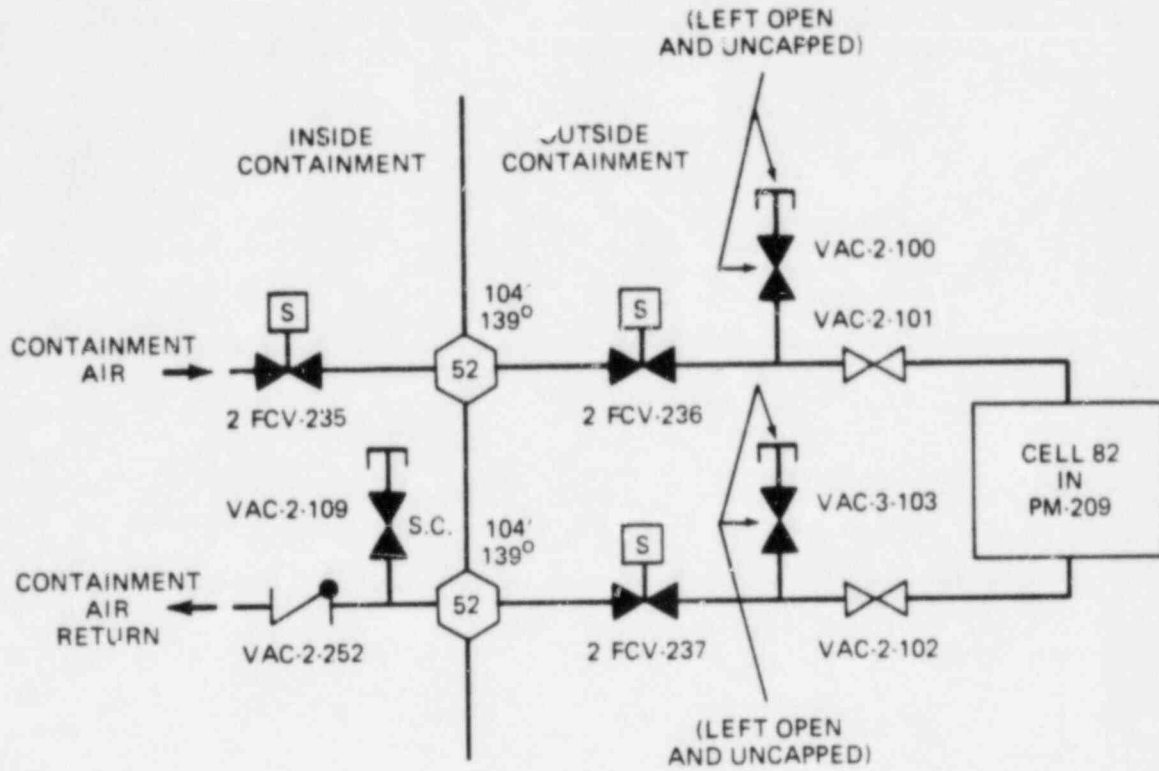 (LEFT OPEN
AND UNCAPPED)
INSIDE
CONTAINMENT
OUTSIDE
CONTAINMENT
VAC-2-100
S
104'
139°
S
VAC-2-101
CONTAINMENT
AIR
52
2 FCV-235
2 FCV-236
CELL 82
IN
PM-209
VAC-2-109
S.C.
104'
139°
S
VAC-3-103
CONTAINMENT
AIR
RETURN
52
VAC-2-252
2 FCV-237
VAC-2-102
(LEFT OPEN
AND UNCAPPED)